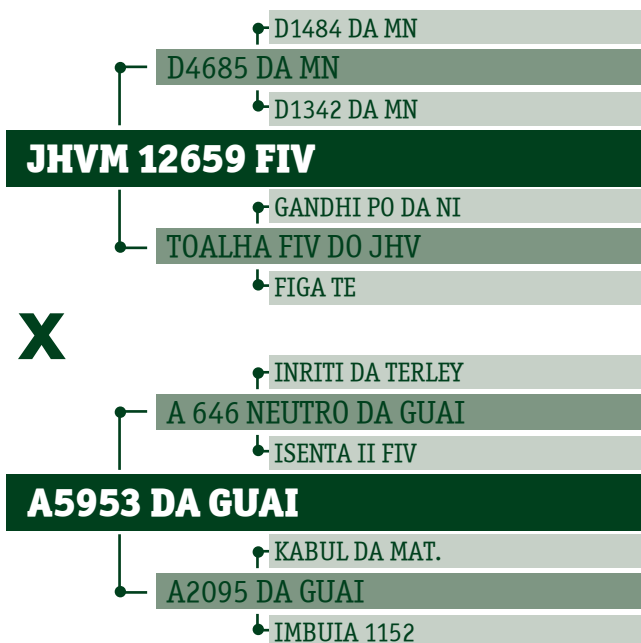 D1484 DA MN
D4685 DA MN
D1342 DA MN
JHVM 12659 FIV
GANDHI PO DA NI
TOALHA FIV DO JHV
FIGA TE
X
INRITI DA TERLEY
A 646 NEUTRO DA GUAI
ISENTA II FIV
A5953 DA GUAI
KABUL DA MAT.
A2095 DA GUAI
IMBUIA 1152